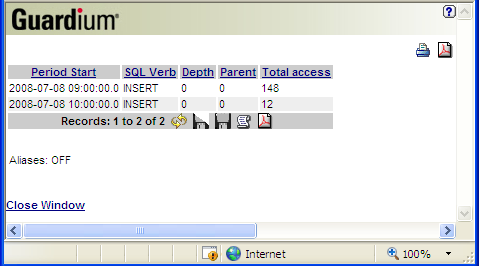 Guardium®
?
Period Start SQL Verb Depth Parent Total access
2008-07-08 09:00:00.0 INSERT 0 0 148
2008-07-08 10:00:00.0 INSERT 0 0 12
Records: 1 to 2 of 2
Aliases: OFF
Close Window
Internet 100%